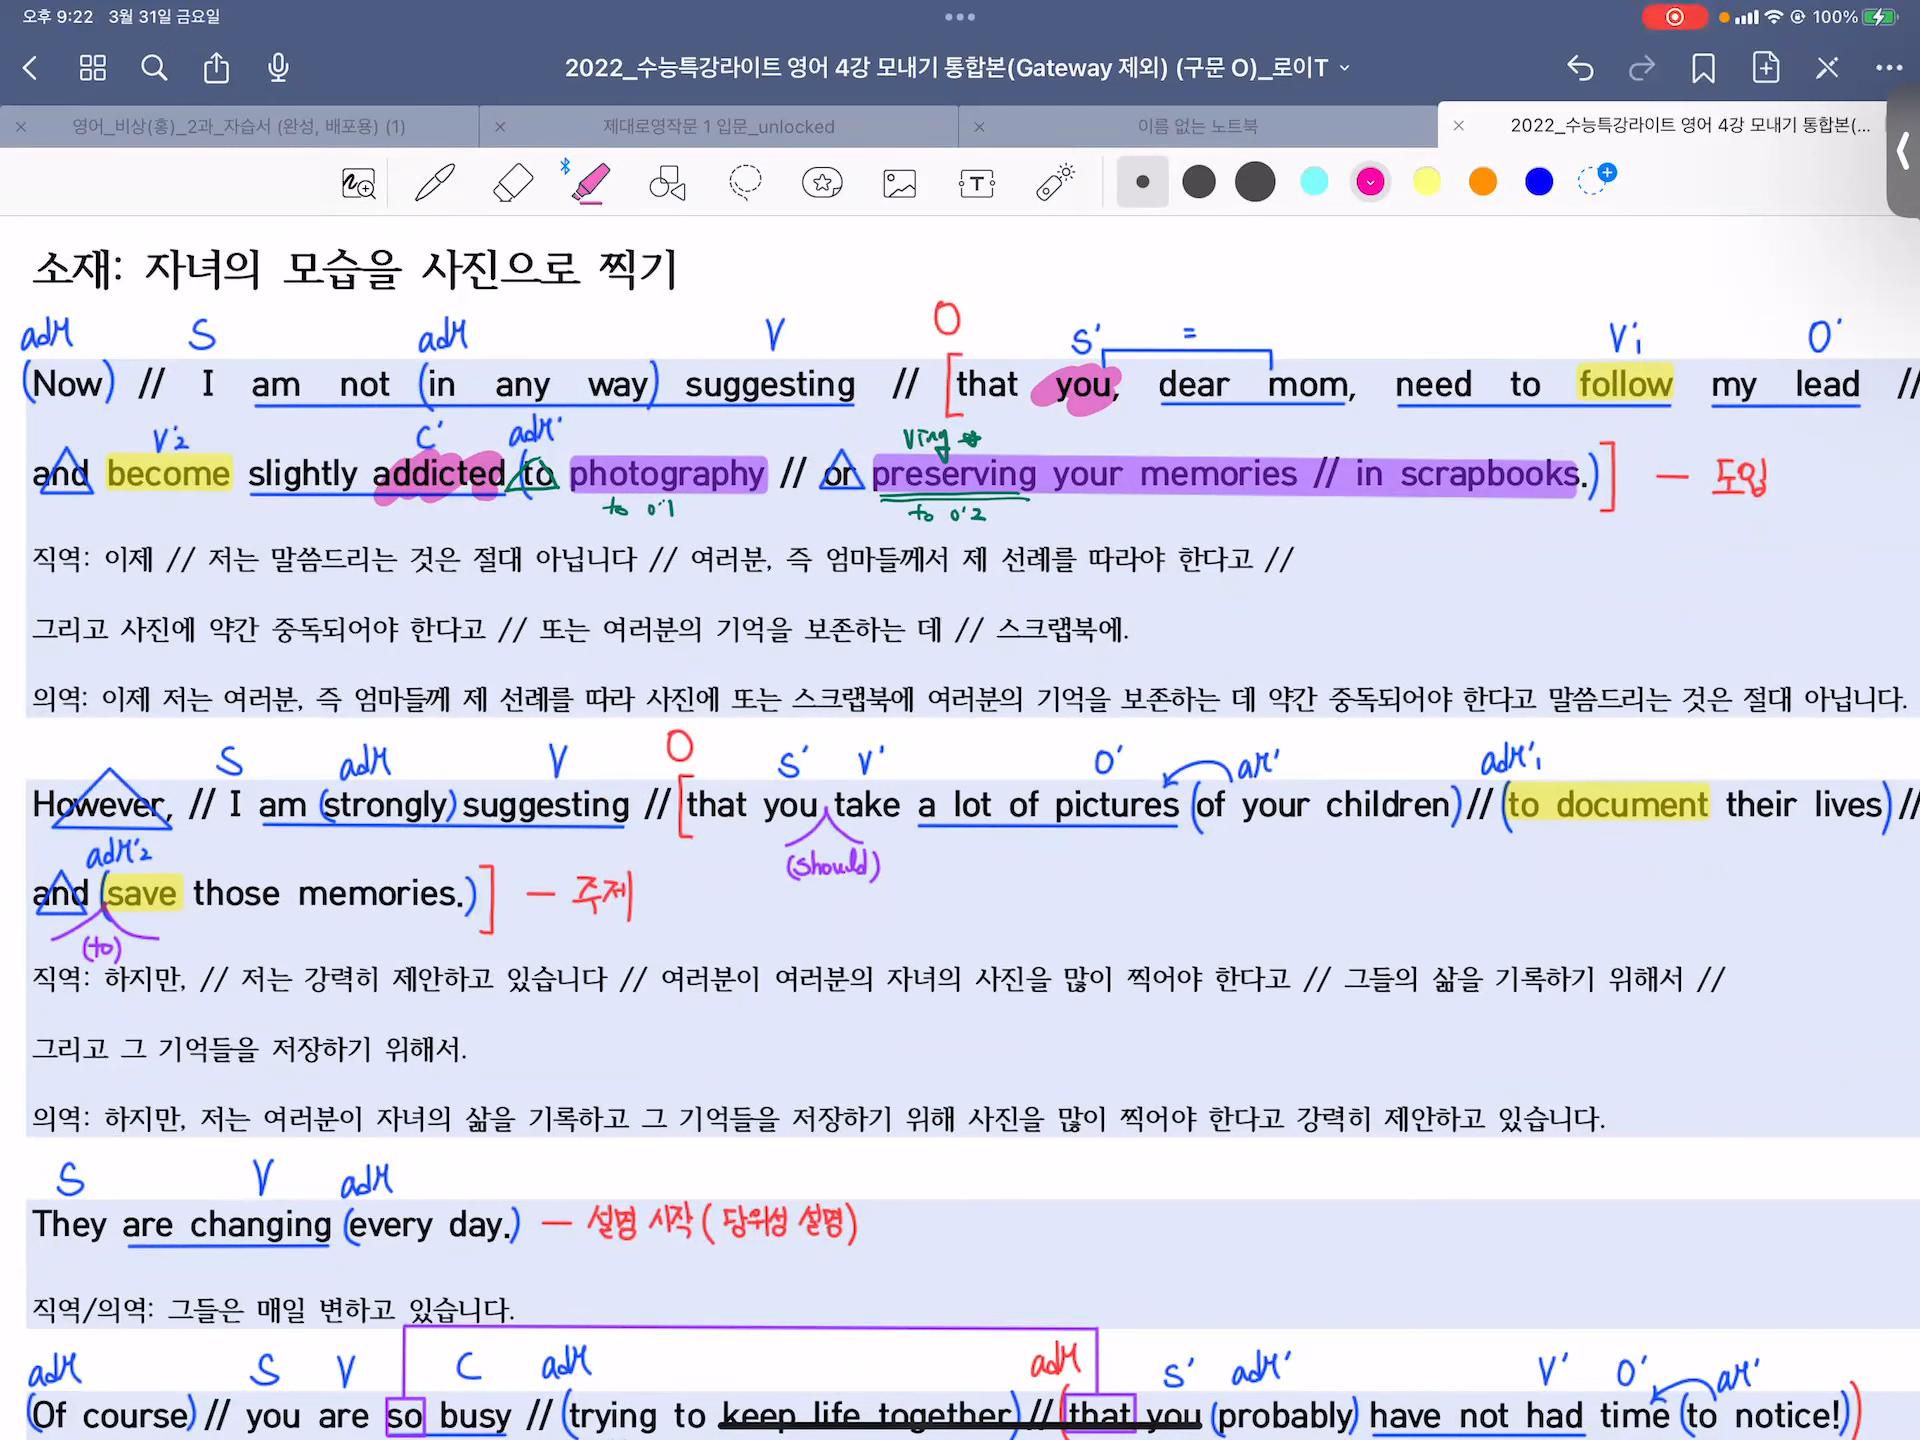 오후 9:22 3월 31일 금요일
100%
2022_수능특강라이트 영어 4강 모내기 통합본(Gateway 제외) (구문 O)_로이T
영어_비상(홍)_2과_자습서 (완성, 배포용) (1)
제대로영작문 1 입문_unlocked
이름 없는 노트북
2022_수능특강라이트 영어 4강 모내기 통합본(...
소재: 자녀의 모습을 사진으로 찍기
adM S adM V O S' = V'1 O'
(Now) // I am not (in any way) suggesting // [that you, dear mom, need to follow my lead //
V'2 C' adM' Ving
and become slightly addicted (to photography // or preserving your memories // in scrapbooks.)] — 도입
to O'1 to O'2
직역: 이제 // 저는 말씀드리는 것은 절대 아닙니다 // 여러분, 즉 엄마들께서 제 선례를 따라야 한다고 //
그리고 사진에 약간 중독되어야 한다고 // 또는 여러분의 기억을 보존하는 데 // 스크랩북에.
의역: 이제 저는 여러분, 즉 엄마들께 제 선례를 따라 사진에 또는 스크랩북에 여러분의 기억을 보존하는 데 약간 중독되어야 한다고 말씀드리는 것은 절대 아닙니다.
S adM V O S' V' O' aM' adM'1
However, // I am (strongly) suggesting // [that you take a lot of pictures (of your children) // (to document their lives) //
(should)
adM'2
and (save those memories.)] — 주제
(to)
직역: 하지만, // 저는 강력히 제안하고 있습니다 // 여러분이 여러분의 자녀의 사진을 많이 찍어야 한다고 // 그들의 삶을 기록하기 위해서 //
그리고 그 기억들을 저장하기 위해서.
의역: 하지만, 저는 여러분이 자녀의 삶을 기록하고 그 기억들을 저장하기 위해 사진을 많이 찍어야 한다고 강력히 제안하고 있습니다.
S V adM
They are changing (every day.) — 설명 시작 (당위성 설명)
직역/의역: 그들은 매일 변하고 있습니다.
adM S V C adM adM S' adM' V' O' aM'
(Of course) // you are so busy // (trying to keep life together) // (that you (probably) have not had time (to notice!))